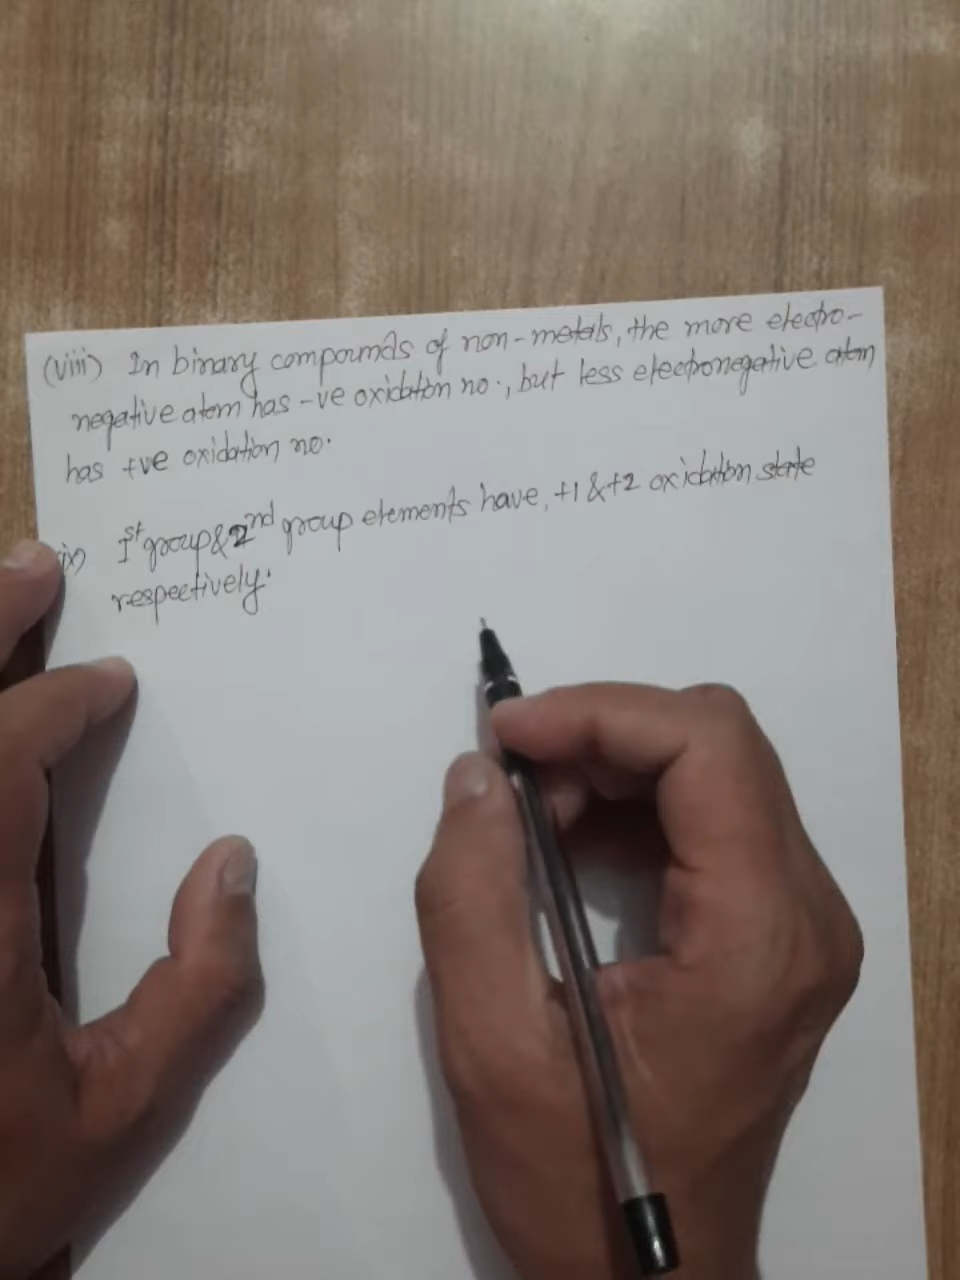 (viii) In binary compounds of non-metals, the more electro-
negative atom has -ve oxidation no., but less electronegative atom
has +ve oxidation no.
ix) Ist group & 2nd group elements have, +1 & +2 oxidation state
respectively.